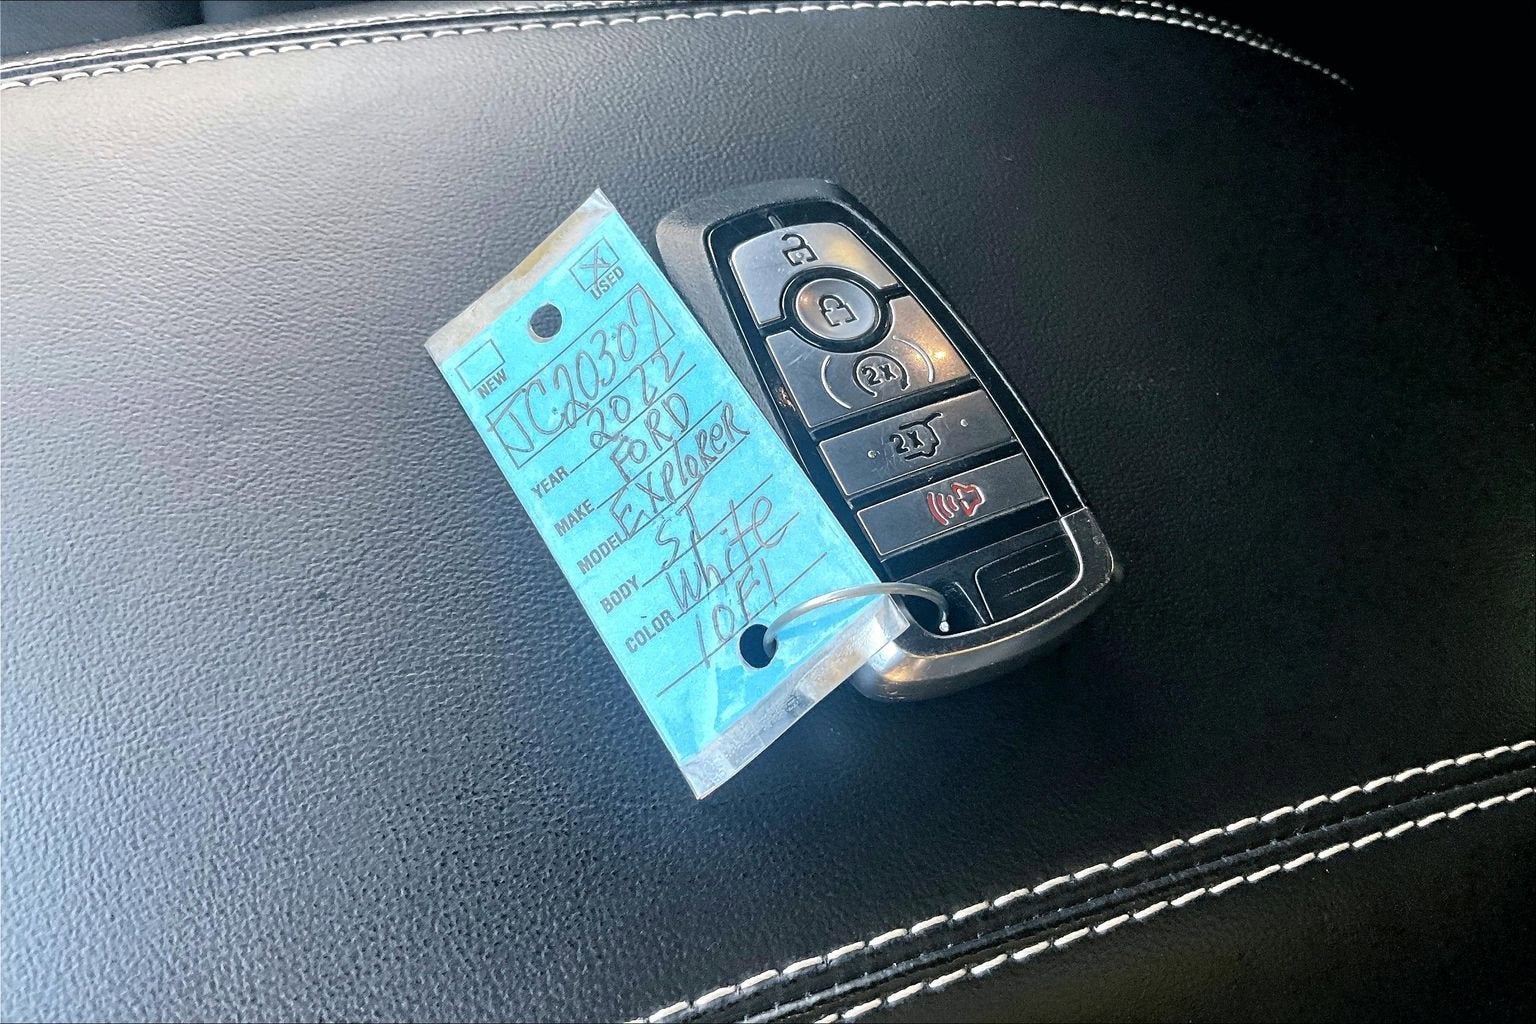 USED
NEW
JC20307
YEAR 2022
MAKE FORD
MODEL EXPLORER
BODY ST
COLOR White
1 OF 1
2x
2x